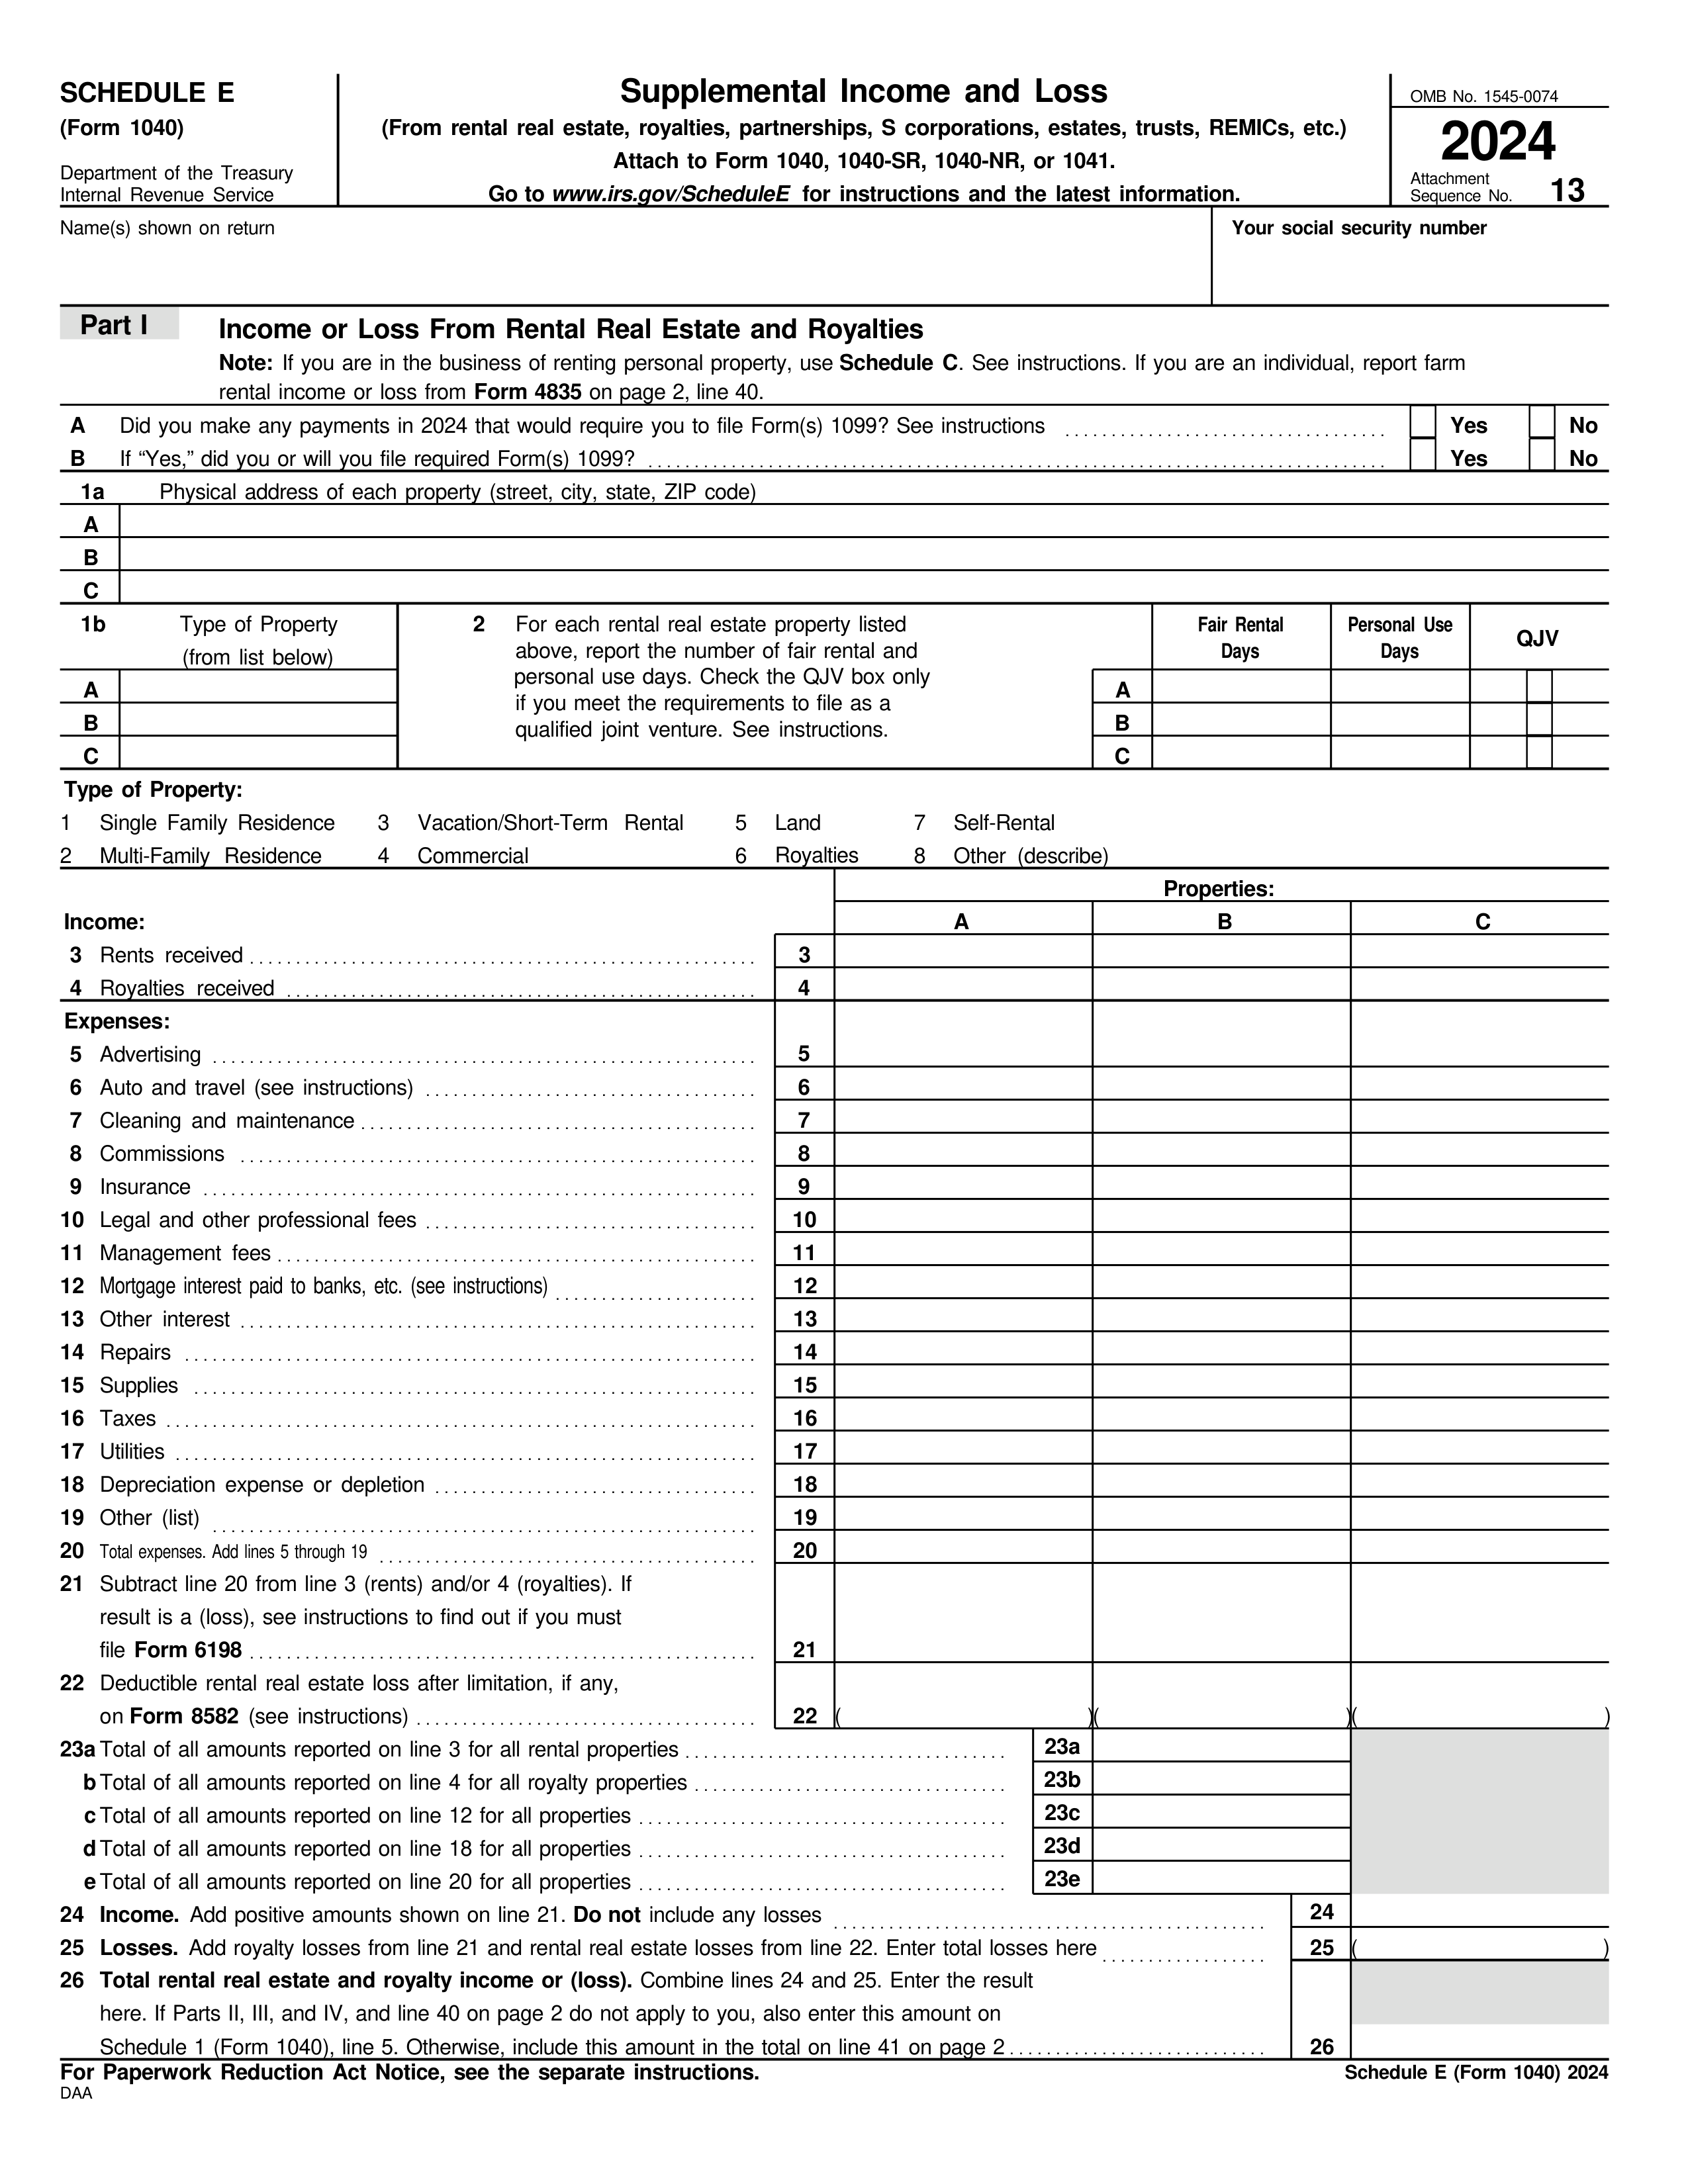 SCHEDULE E
(Form 1040)
Department of the Treasury
Internal Revenue Service
Supplemental Income and Loss
(From rental real estate, royalties, partnerships, S corporations, estates, trusts, REMICs, etc.)
Attach to Form 1040, 1040-SR, 1040-NR, or 1041.
Go to www.irs.gov/ScheduleE for instructions and the latest information.
OMB No. 1545-0074
2024
Attachment
Sequence No. 13
Name(s) shown on return
Your social security number
Part I Income or Loss From Rental Real Estate and Royalties
Note: If you are in the business of renting personal property, use Schedule C. See instructions. If you are an individual, report farm
rental income or loss from Form 4835 on page 2, line 40.
A Did you make any payments in 2024 that would require you to file Form(s) 1099? See instructions Yes No
B If “Yes,” did you or will you file required Form(s) 1099? Yes No
1a Physical address of each property (street, city, state, ZIP code)
A
B
C
1b Type of Property
(from list below)
A
B
C
2 For each rental real estate property listed
above, report the number of fair rental and
personal use days. Check the QJV box only
if you meet the requirements to file as a
qualified joint venture. See instructions.
Fair Rental
Days
Personal Use
Days
QJV
A
B
C
Type of Property:
1 Single Family Residence 3 Vacation/Short-Term Rental 5 Land 7 Self-Rental
2 Multi-Family Residence 4 Commercial 6 Royalties 8 Other (describe)
Properties:
Income: A B C
3 Rents received 3
4 Royalties received 4
Expenses:
5 Advertising 5
6 Auto and travel (see instructions) 6
7 Cleaning and maintenance 7
8 Commissions 8
9 Insurance 9
10 Legal and other professional fees 10
11 Management fees 11
12 Mortgage interest paid to banks, etc. (see instructions) 12
13 Other interest 13
14 Repairs 14
15 Supplies 15
16 Taxes 16
17 Utilities 17
18 Depreciation expense or depletion 18
19 Other (list) 19
20 Total expenses. Add lines 5 through 19 20
21 Subtract line 20 from line 3 (rents) and/or 4 (royalties). If
result is a (loss), see instructions to find out if you must
file Form 6198 21
22 Deductible rental real estate loss after limitation, if any,
on Form 8582 (see instructions) 22 ( )( )( )
23a Total of all amounts reported on line 3 for all rental properties 23a
b Total of all amounts reported on line 4 for all royalty properties 23b
c Total of all amounts reported on line 12 for all properties 23c
d Total of all amounts reported on line 18 for all properties 23d
e Total of all amounts reported on line 20 for all properties 23e
24 Income. Add positive amounts shown on line 21. Do not include any losses 24
25 Losses. Add royalty losses from line 21 and rental real estate losses from line 22. Enter total losses here 25 ( )
26 Total rental real estate and royalty income or (loss). Combine lines 24 and 25. Enter the result
here. If Parts II, III, and IV, and line 40 on page 2 do not apply to you, also enter this amount on
Schedule 1 (Form 1040), line 5. Otherwise, include this amount in the total on line 41 on page 2 26
For Paperwork Reduction Act Notice, see the separate instructions. Schedule E (Form 1040) 2024
DAA